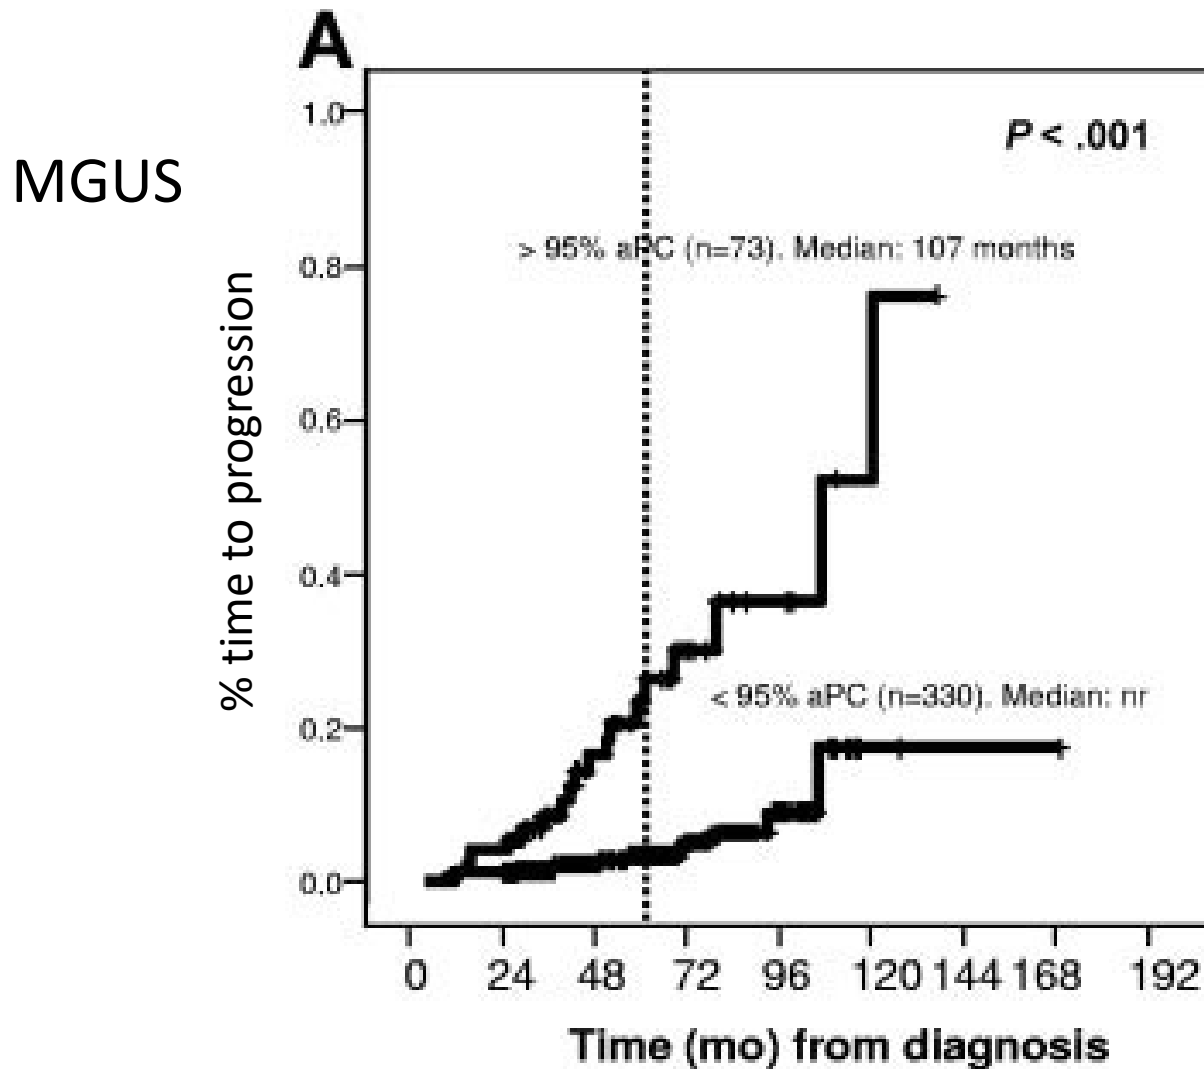 A
MGUS
P < .001
> 95% aPC (n=73). Median: 107 months
< 95% aPC (n=330). Median: nr
% time to progression
1.0
0.8
0.6
0.4
0.2
0.0
0 24 48 72 96 120 144 168 192
Time (mo) from diagnosis